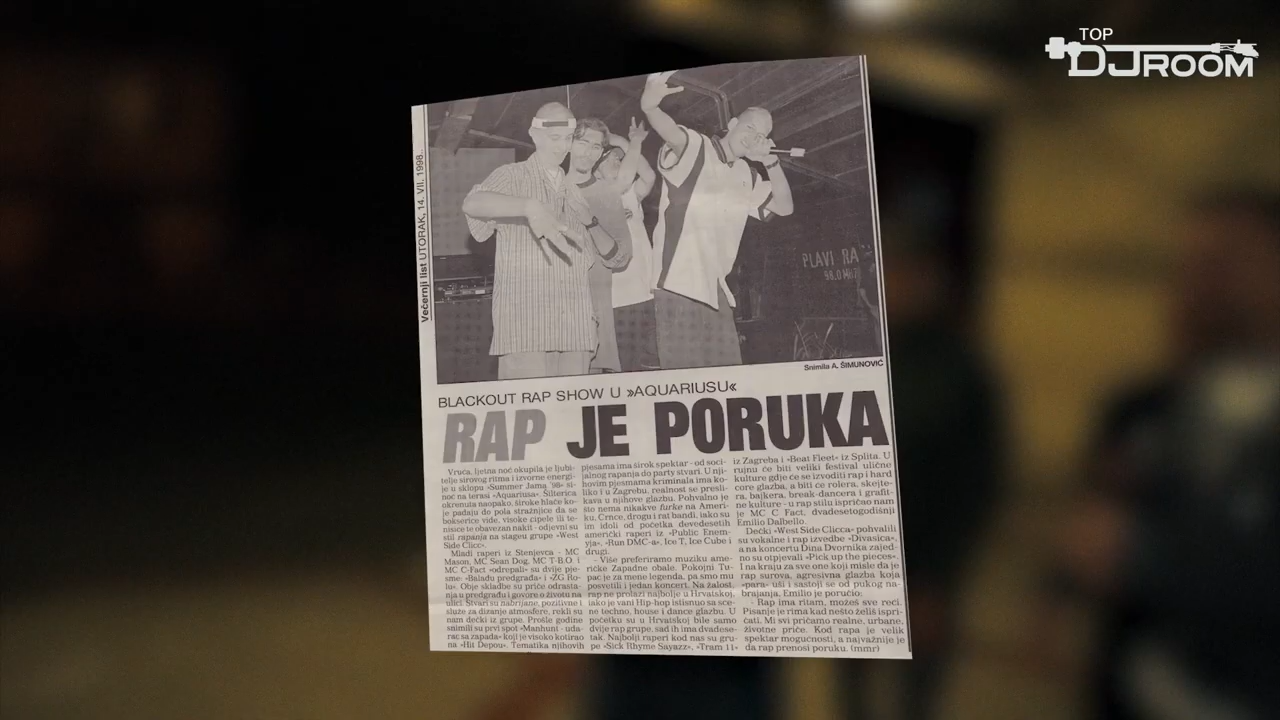 TOP
DJROOM
Večernji list UTORAK, 14. VII. 1998.
PLAVI RA
98.0 MHz
Snimila A. ŠIMUNOVIĆ
BLACKOUT RAP SHOW U »AQUARIUSU«
RAP JE PORUKA
Vruća, ljetna noć okupila je ljubi-
telje sirovog ritma i izvorne energi-
je u sklopu »Summer Jama '98« si-
noć na terasi »Aquariusa«. Šilterica
okrenuta naopako, široke hlače ko-
je padaju do pola stražnjice da se
bokserice vide, visoke cipele ili te-
nisice te obavezan nakit - odjevni su
stil rapanja na stageu grupe »West
Side Clicc«.
Mladi raperi iz Stenjevca - MC
Mason, MC Sean Dog, MC T-B.O. i
MC C-Fact »odrepali« su dvije pje-
sme: »Baladu predgrađa« i »ZG Ro-
lu«. Obje skladbe su priče odrasta-
nja u predgrađu i govore o životu na
ulici. Stvari su nabrijane, pozitivne i
služe za dizanje atmosfere, rekli su
nam dečki iz grupe. Prošle godine
snimili su prvi spot »Manhunt - uda-
rac sa zapada« koji je visoko kotirao
na »Hit Depou«. Tematika njihovih
pjesama ima širok spektar - od soci-
jalnog rapanja do party stvari. U nji-
hovim pjesmama kriminala ima ko-
liko i u Zagrebu, realnost se presli-
kava u njihove glazbu. Pohvalno je
što nema nikakve furke na Ameri-
ku, Crnce, drogu i rat bandi, iako su
im idoli od početka devedesetih
američki raperi iz »Public Enem-
yja«, »Run DMC-a«, Ice T, Ice Cube i
drugi.
- Više preferiramo muziku ame-
ričke Zapadne obale. Pokojni Tu-
pac je za mene legenda, pa smo mu
posvetili i jedan koncert. Na žalost,
rap ne prolazi najbolje u Hrvatskoj,
iako je vani Hip-hop istisnuo sa sce-
ne techno, house i dance glazbu. U
početku su u Hrvatskoj bile samo
dvije rap grupe, sad ih ima dvadese-
tak. Najbolji raperi kod nas su gru-
pe »Sick Rhyme Sayazz«, »Tram 11«
iz Zagreba i »Beat Fleet« iz Splita. U
rujnu će biti veliki festival ulične
kulture gdje će se izvoditi rap i hard
core glazba, a biti će rolera, skejte-
ra, bajkera, break-dancera i grafit-
ne kulture - u rap stilu ispričao nam
je MC C Fact, dvadesetogodišnji
Emilio Dalbello.
Dečki »West Side Clicca« pohvalili
su vokalne i rap izvedbe »Divasica«,
a na koncertu Dina Dvornika zajed-
no su otpjevali »Pick up the pieces«.
I na kraju za sve one koji misle da je
rap surova, agresivna glazba koja
»para« uši i sastoji se od pukog na-
brajanja, Emilio je poručio:
- Rap ima ritam, možeš sve reći.
Pisanje je rima kad nešto želiš ispri-
čati. Mi svi pričamo realne, urbane,
životne priče. Kod rapa je velik
spektar mogućnosti, a najvažnije je
da rap prenosi poruku. (mmr)